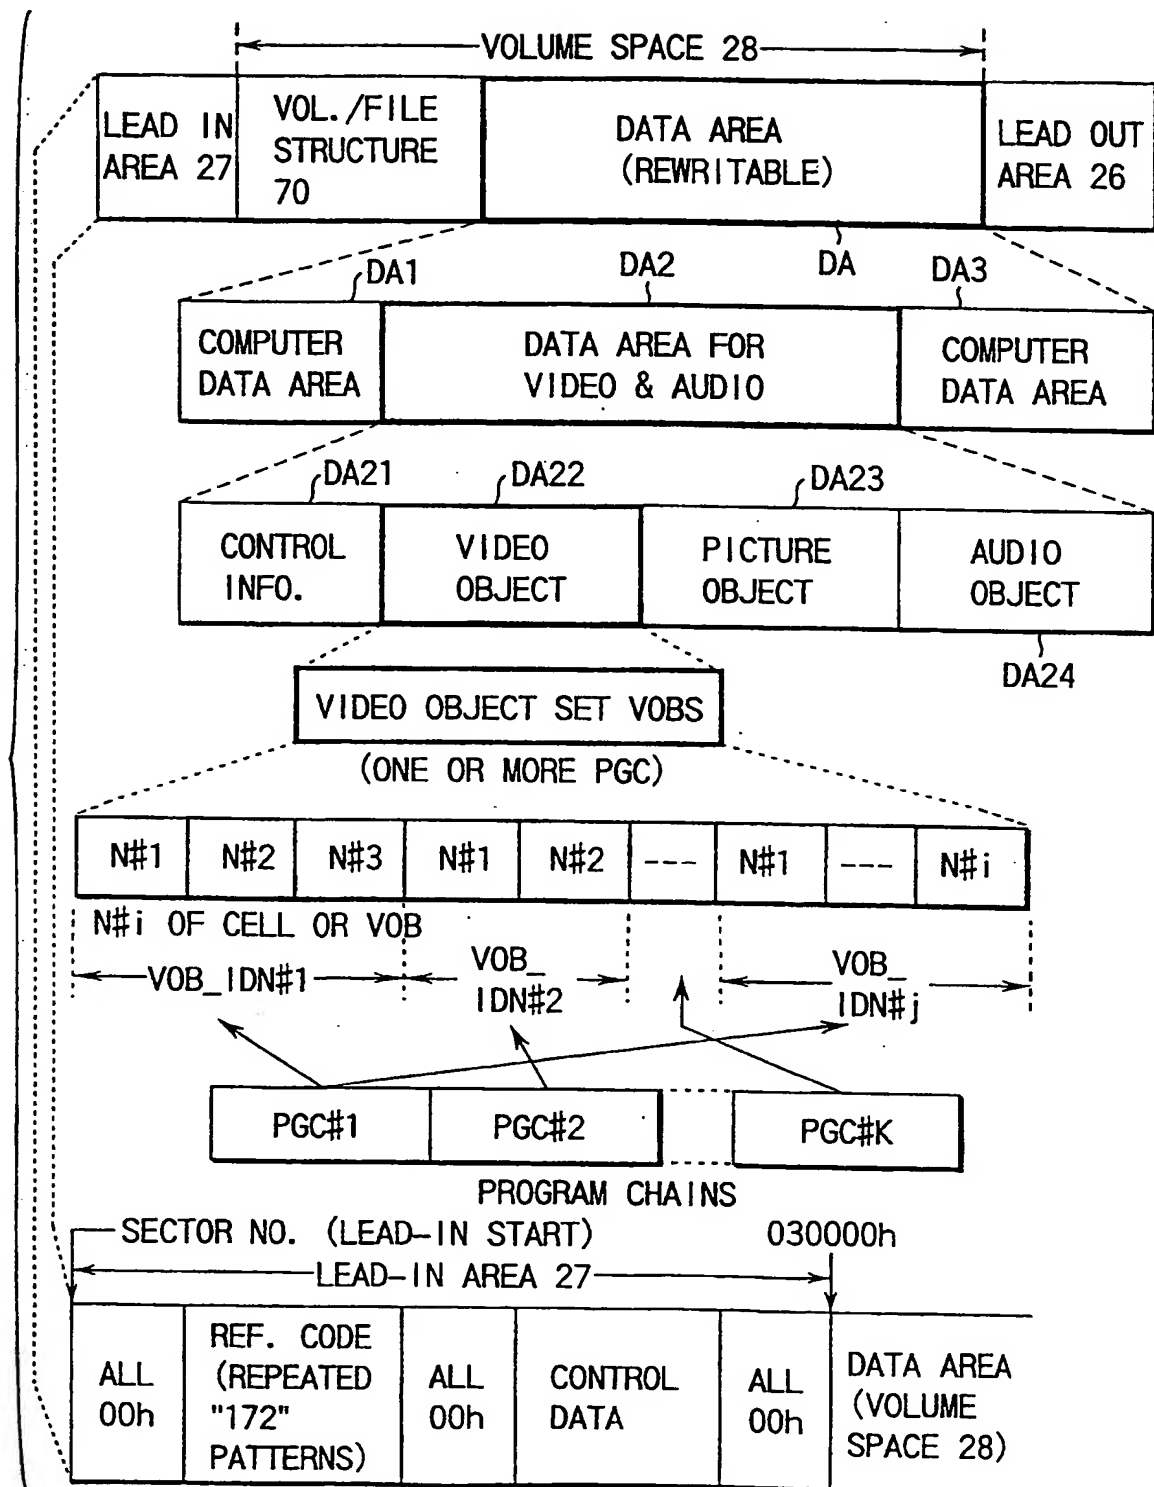 VOLUME SPACE 28
LEAD IN
AREA 27
VOL./FILE
STRUCTURE
70
DATA AREA
(REWRITABLE)
LEAD OUT
AREA 26
DA1
DA2
DA
DA3
COMPUTER
DATA AREA
DATA AREA FOR
VIDEO & AUDIO
COMPUTER
DATA AREA
DA21
DA22
DA23
CONTROL
INFO.
VIDEO
OBJECT
PICTURE
OBJECT
AUDIO
OBJECT
DA24
VIDEO OBJECT SET VOBS
(ONE OR MORE PGC)
N#1 N#2 N#3 N#1 N#2 --- N#1 --- N#i
N#i OF CELL OR VOB
VOB_IDN#1
VOB_
IDN#2
VOB_
IDN#j
PGC#1 PGC#2 PGC#K
PROGRAM CHAINS
SECTOR NO. (LEAD-IN START) 030000h
LEAD-IN AREA 27
ALL
00h
REF. CODE
(REPEATED
"172"
PATTERNS)
ALL
00h
CONTROL
DATA
ALL
00h
DATA AREA
(VOLUME
SPACE 28)